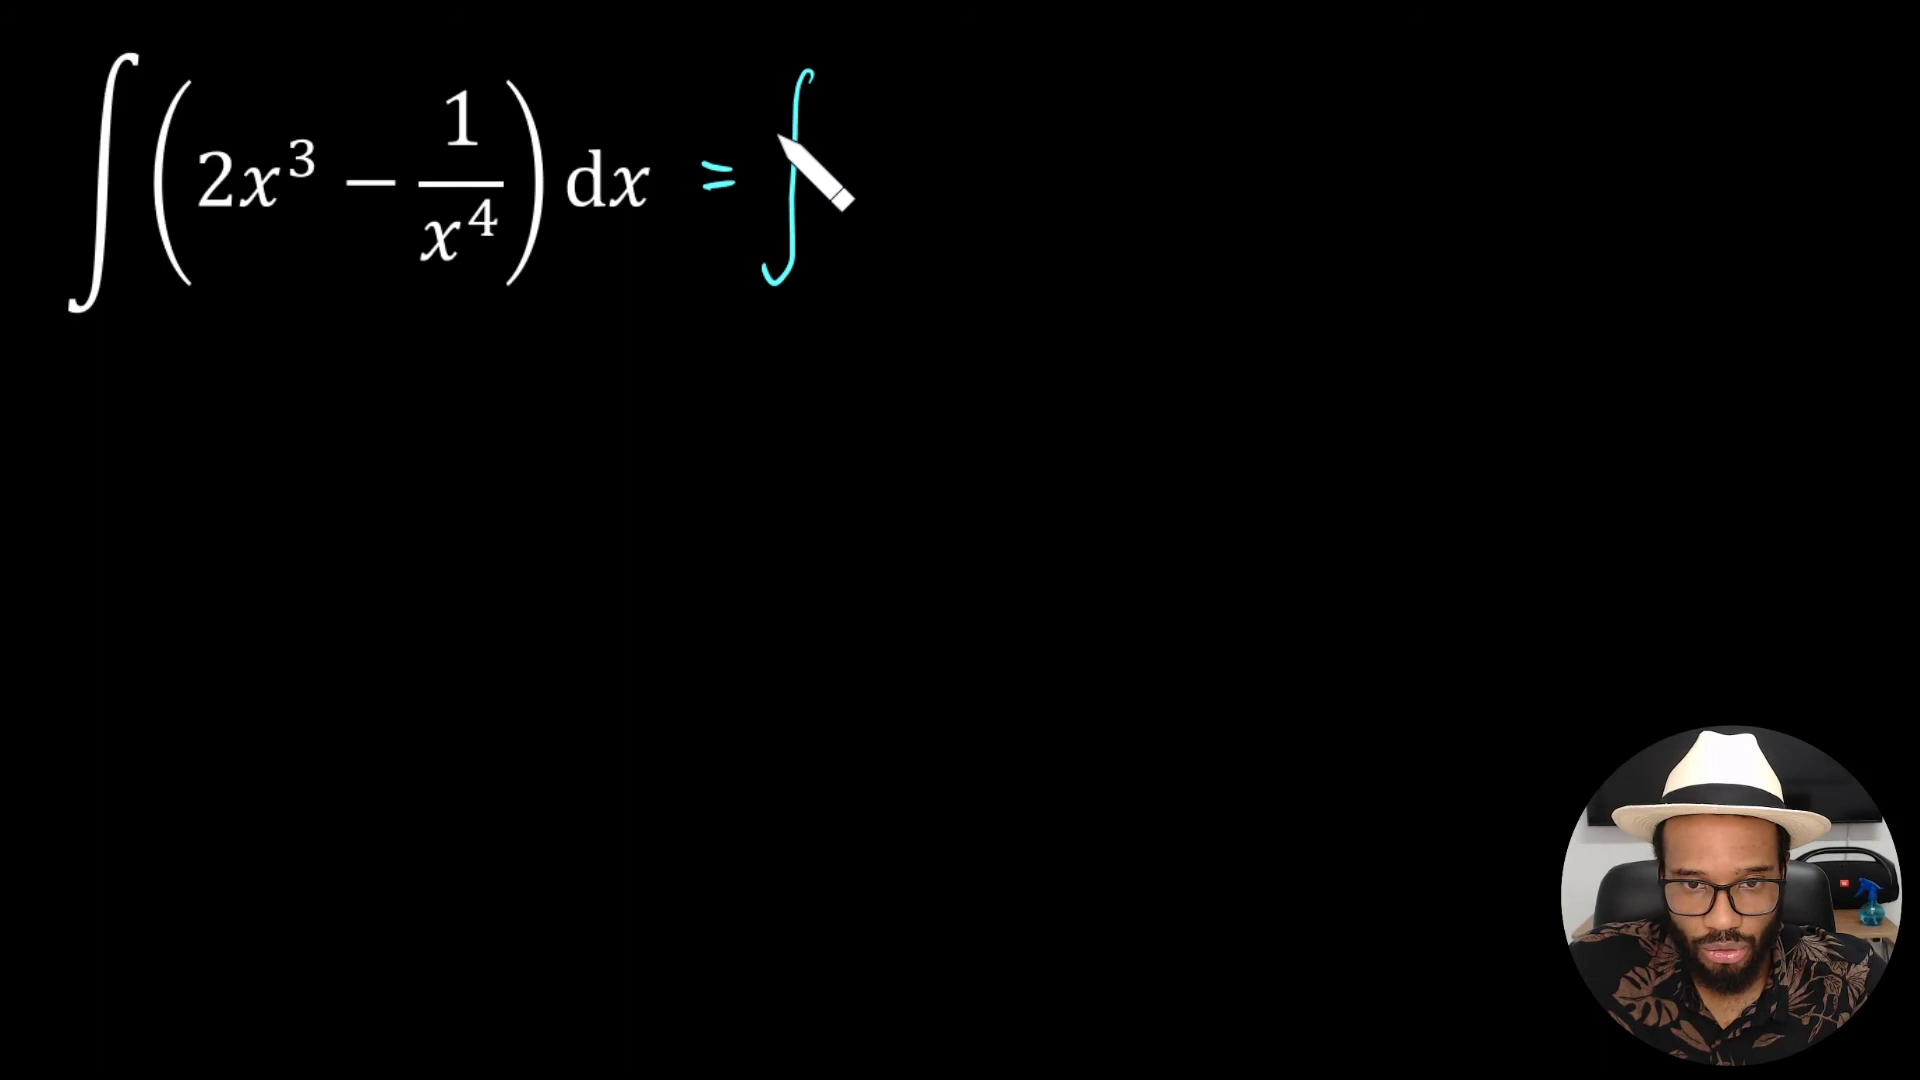 ∫ (2x³ − 1/x⁴) dx = ∫